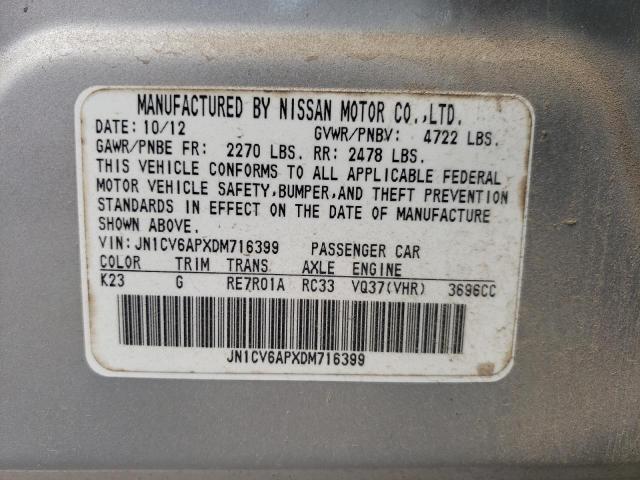 MANUFACTURED BY NISSAN MOTOR CO.,LTD.
DATE: 10/12 GVWR/PNBV: 4722 LBS.
GAWR/PNBE FR: 2270 LBS. RR: 2478 LBS.
THIS VEHICLE CONFORMS TO ALL APPLICABLE FEDERAL
MOTOR VEHICLE SAFETY,BUMPER,AND THEFT PREVENTION
STANDARDS IN EFFECT ON THE DATE OF MANUFACTURE
SHOWN ABOVE.
VIN: JN1CV6APXDM716399 PASSENGER CAR
COLOR TRIM TRANS AXLE ENGINE
K23 G RE7R01A RC33 VQ37(VHR) 3696CC
JN1CV6APXDM716399